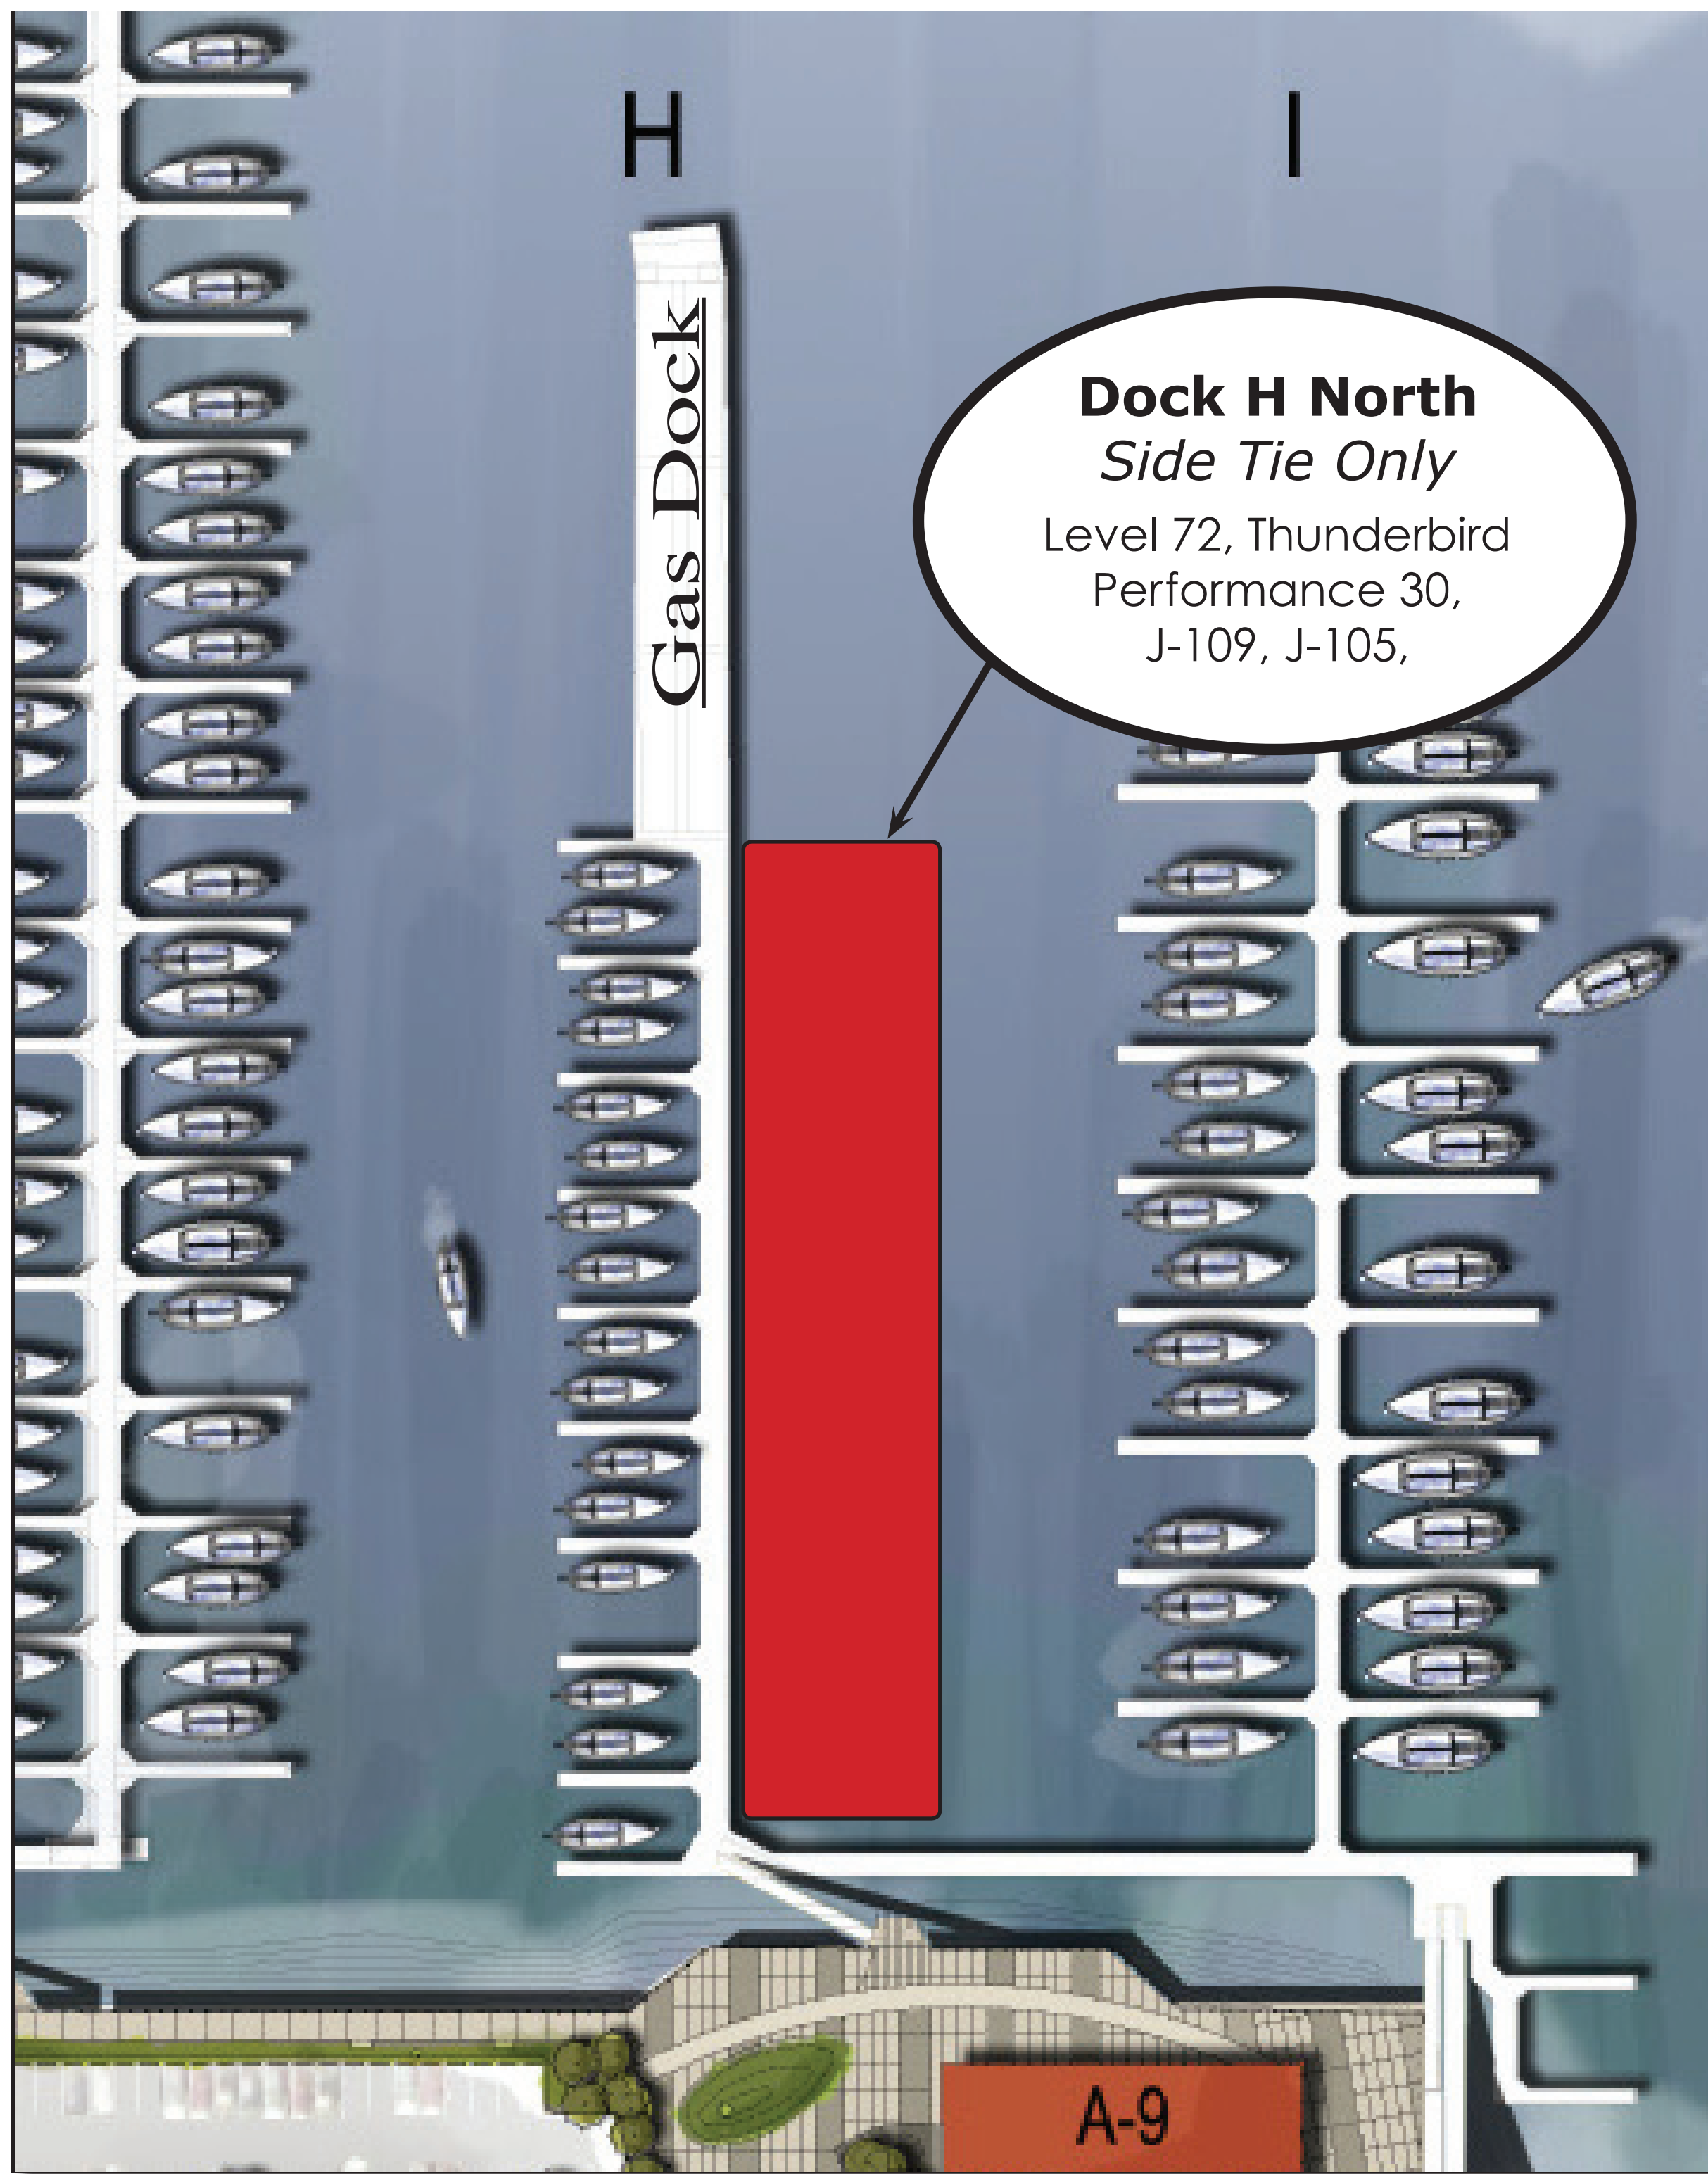 H
I
Gas Dock
Dock H North
Side Tie Only
Level 72, Thunderbird
Performance 30,
J-109, J-105,
A-9